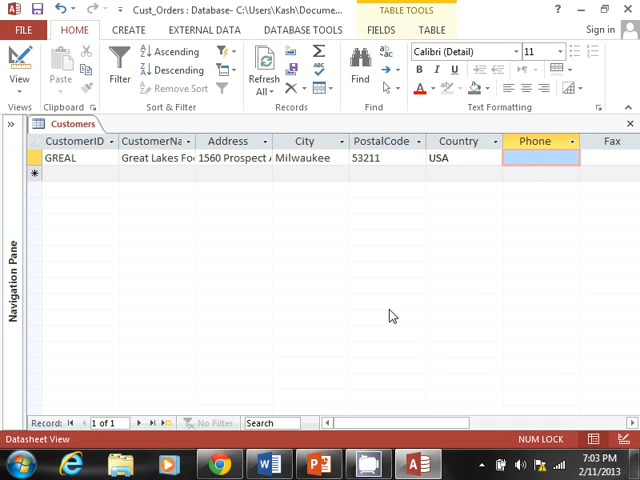 Cust_Orders : Database- C:\Users\Kash\Docume...
TABLE TOOLS
Sign in
FILE
HOME
CREATE
EXTERNAL DATA
DATABASE TOOLS
FIELDS
TABLE
View
Paste
Filter
Ascending
Descending
Remove Sort
Refresh
All
Find
Calibri (Detail)
11
B I U
A
Views
Clipboard
Sort & Filter
Records
Find
Text Formatting
Customers
CustomerID
CustomerNa
Address
City
PostalCode
Country
Phone
Fax
GREAL
Great Lakes Foo
1560 Prospect A
Milwaukee
53211
USA
Navigation Pane
Record:
1 of 1
No Filter
Search
Datasheet View
NUM LOCK
7:03 PM
2/11/2013